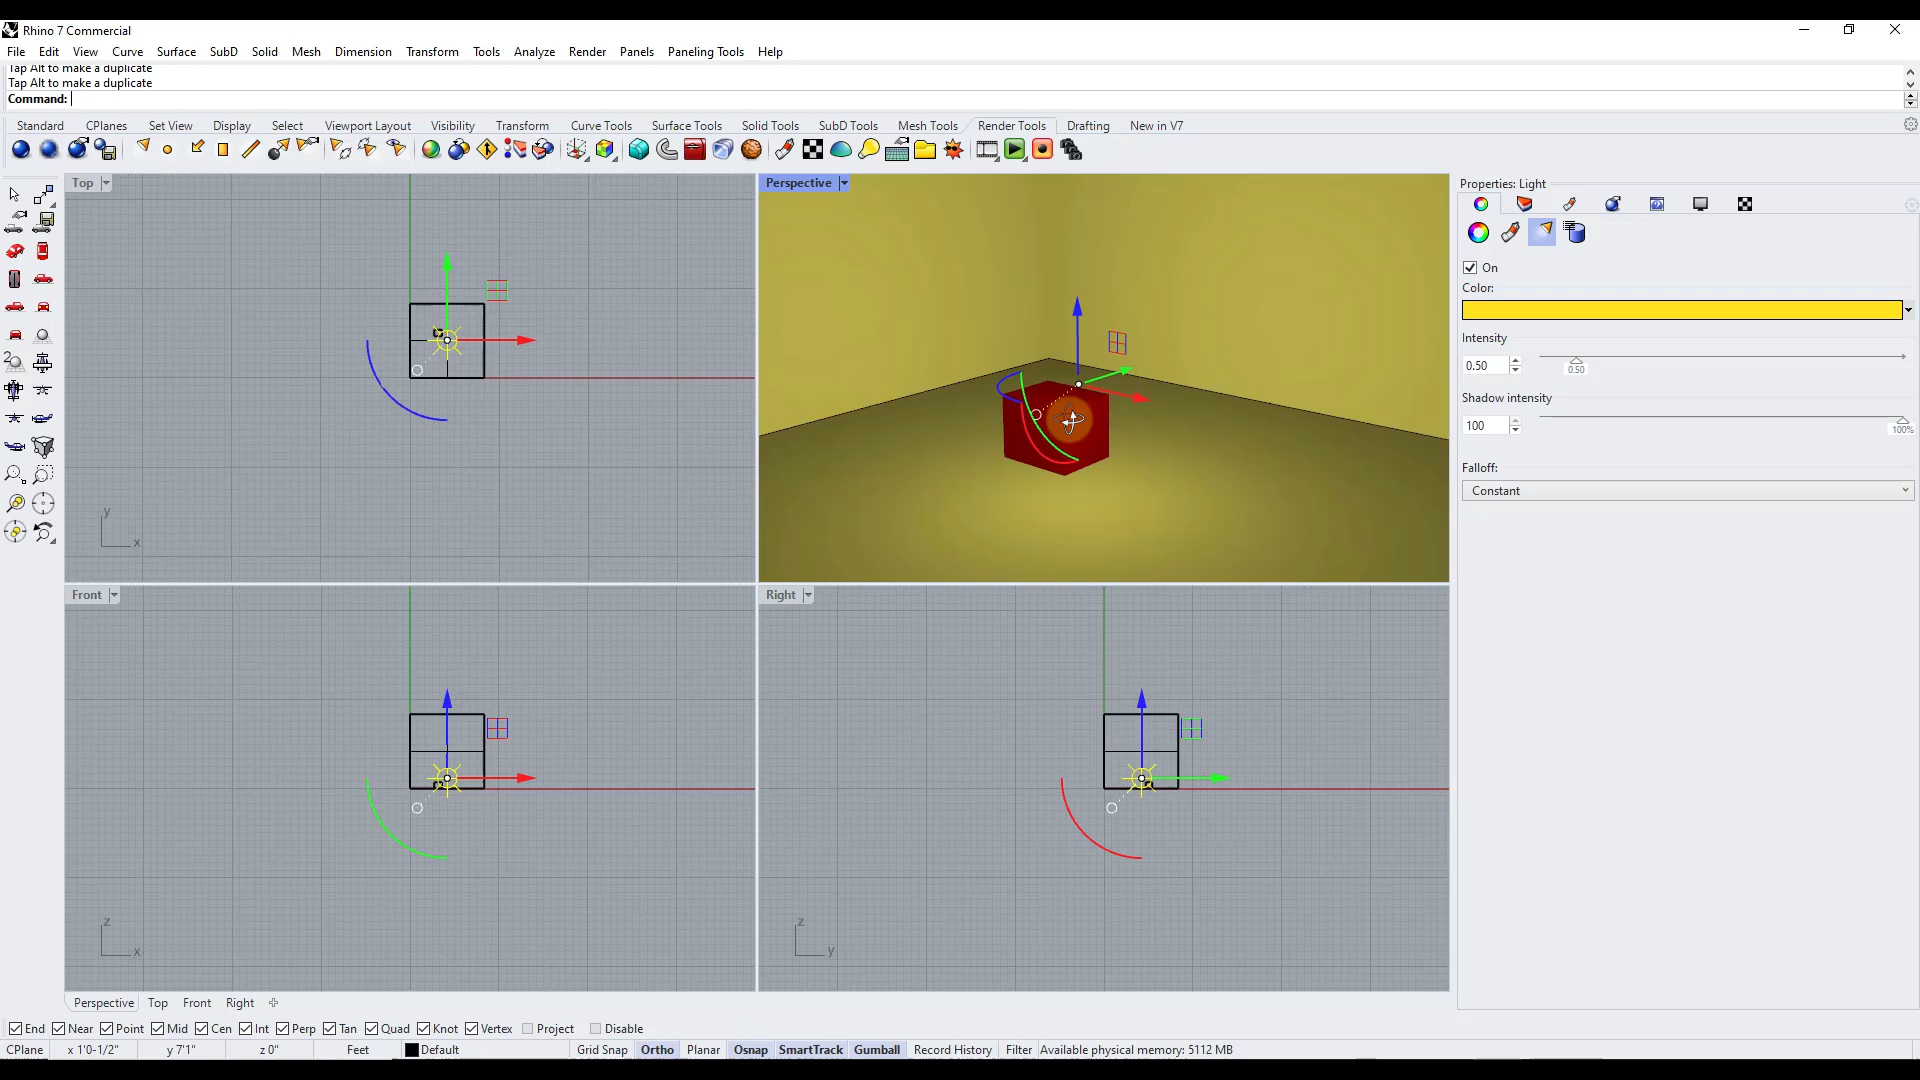 Rhino 7 Commercial
File Edit View Curve Surface SubD Solid Mesh Dimension Transform Tools Analyze Render Panels Paneling Tools Help
Tap Alt to make a duplicate
Tap Alt to make a duplicate
Command:
Standard CPlanes Set View Display Select Viewport Layout Visibility Transform Curve Tools Surface Tools Solid Tools SubD Tools Mesh Tools Render Tools Drafting New in V7
Top
Perspective
Properties: Light
On
Color:
Intensity
0.50
0.50
Shadow intensity
100
100%
Falloff:
Constant
2
y
x
Front
Right
z
x
z
y
Perspective Top Front Right
End Near Point Mid Cen Int Perp Tan Quad Knot Vertex Project Disable
CPlane x 1'0-1/2" y 7'1" z 0" Feet Default Grid Snap Ortho Planar Osnap SmartTrack Gumball Record History Filter Available physical memory: 5112 MB